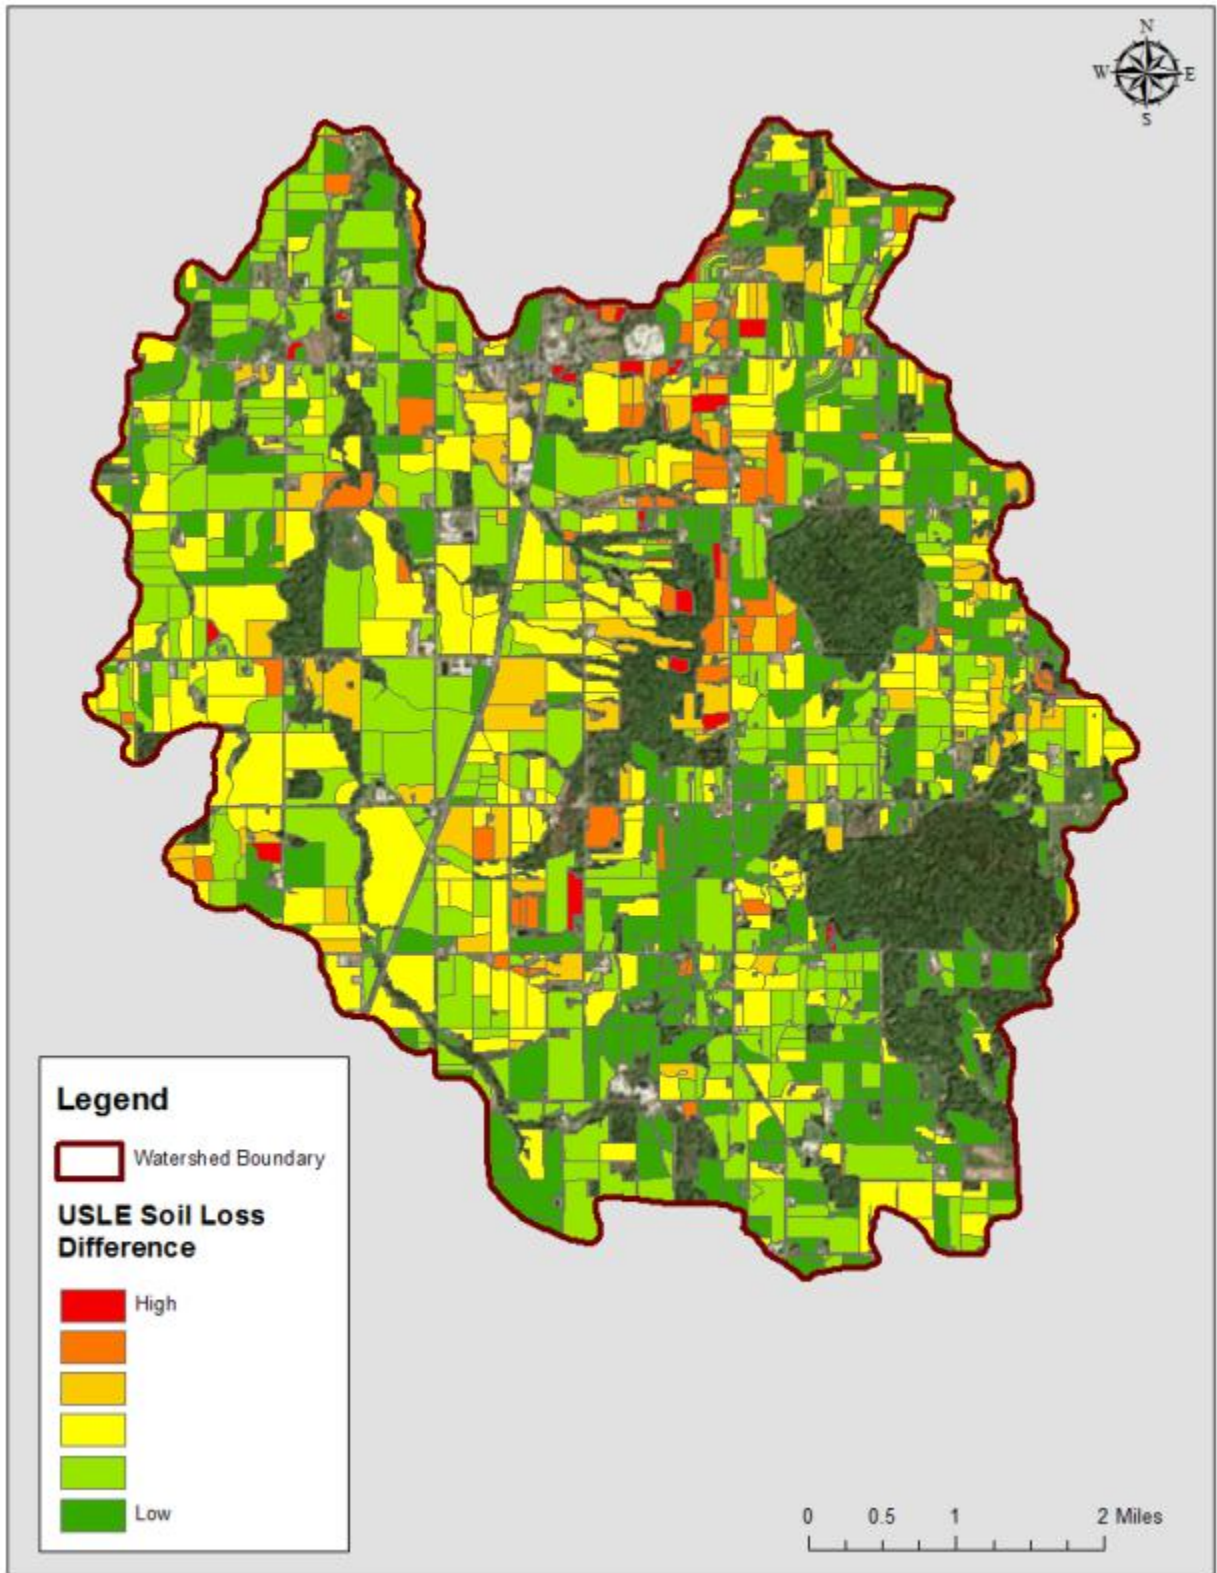 N
W E
S
Legend
Watershed Boundary
USLE Soil Loss
Difference
High
Low
0 0.5 1 2 Miles